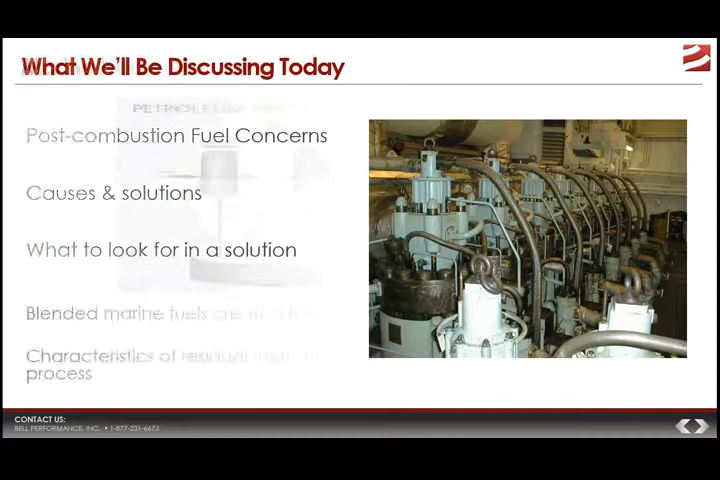 What We'll Be Discussing Today
Post-combustion Fuel Concerns
Causes & solutions
What to look for in a solution
Blended marine fuels
Characteristics of residual
process
CONTACT US:
BELL PERFORMANCE, INC. • 1-877-231-6673